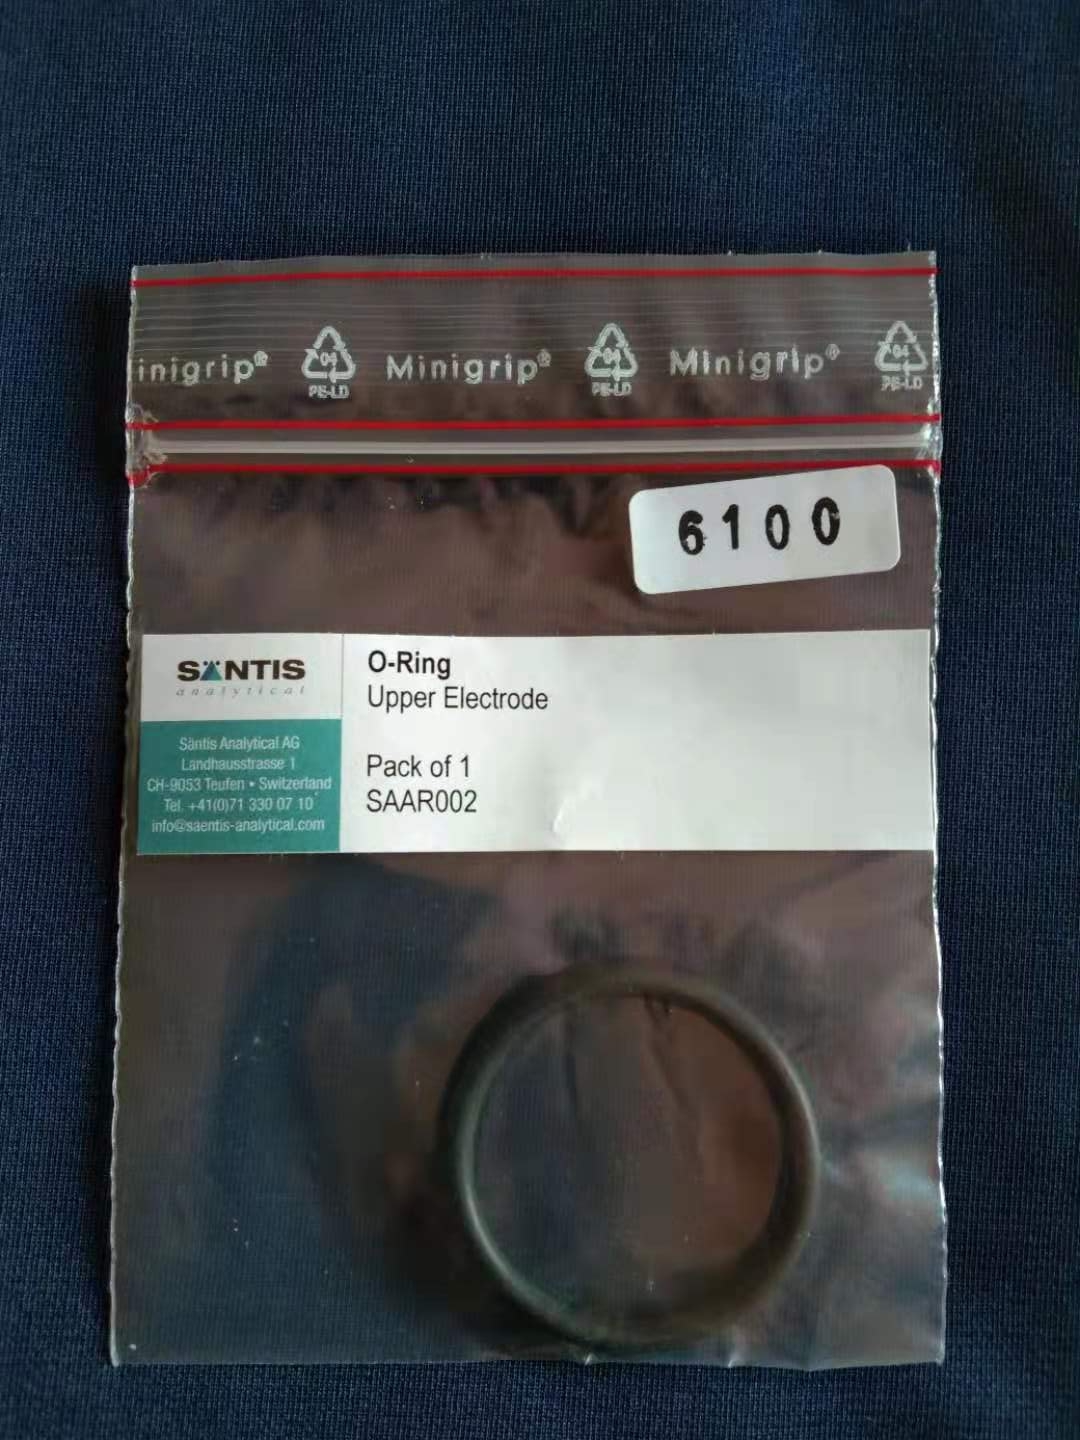 inigrip® 04 PE-LD Minigrip® 04 PE-LD Minigrip® 04 PE-LD
6100
SÄNTIS
analytical
Säntis Analytical AG
Landhausstrasse 1
CH-9053 Teufen • Switzerland
Tel. +41(0)71 330 07 10
info@saentis-analytical.com
O-Ring
Upper Electrode
Pack of 1
SAAR002